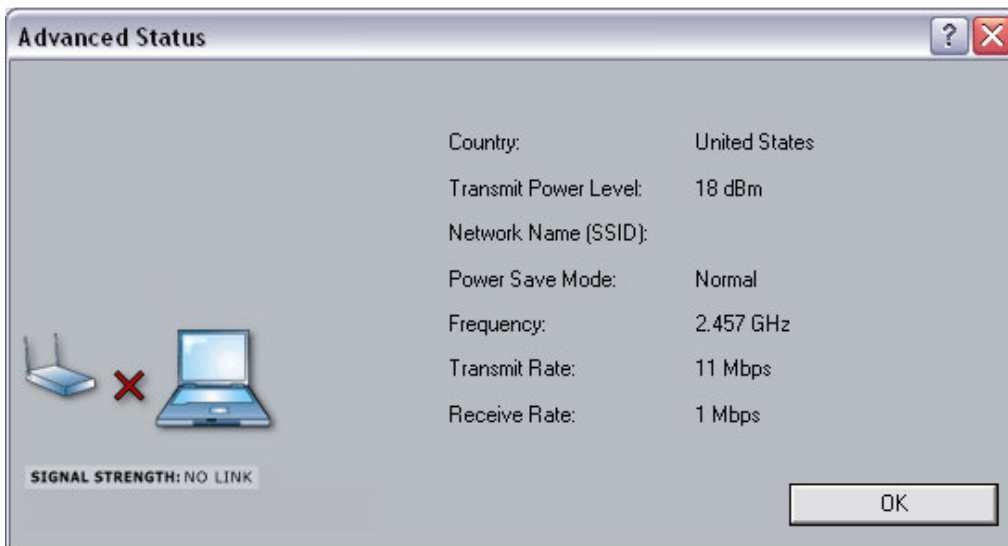 Advanced Status
Country: United States
Transmit Power Level: 18 dBm
Network Name (SSID):
Power Save Mode: Normal
Frequency: 2.457 GHz
Transmit Rate: 11 Mbps
Receive Rate: 1 Mbps
SIGNAL STRENGTH: NO LINK
OK